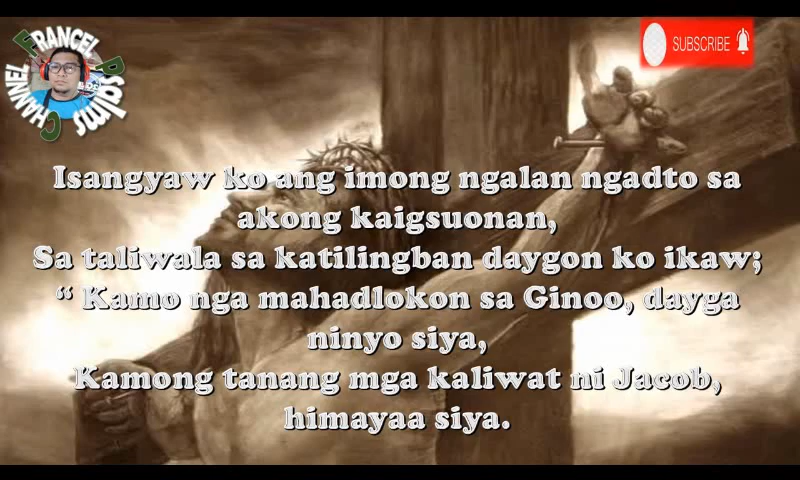 FRANCEL
Psalms
CHANNEL
SUBSCRIBE
Isangyaw ko ang imong ngalan ngadto sa
akong kaigsuonan,
Sa taliwala sa katilingban daygon ko ikaw;
“ Kamo nga mahadlokon sa Ginoo, dayga
ninyo siya,
Kamong tanang mga kaliwat ni Jacob,
himayaa siya.